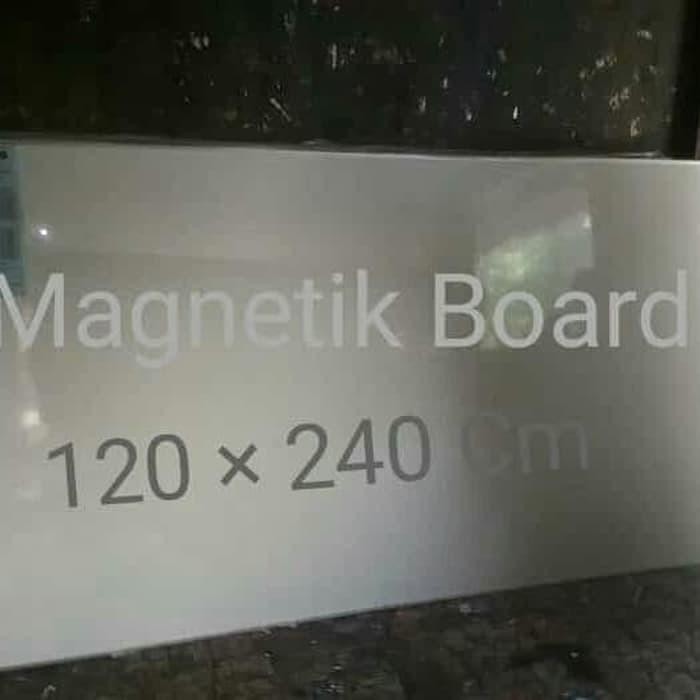 Magnetik Board
120 × 240 Cm